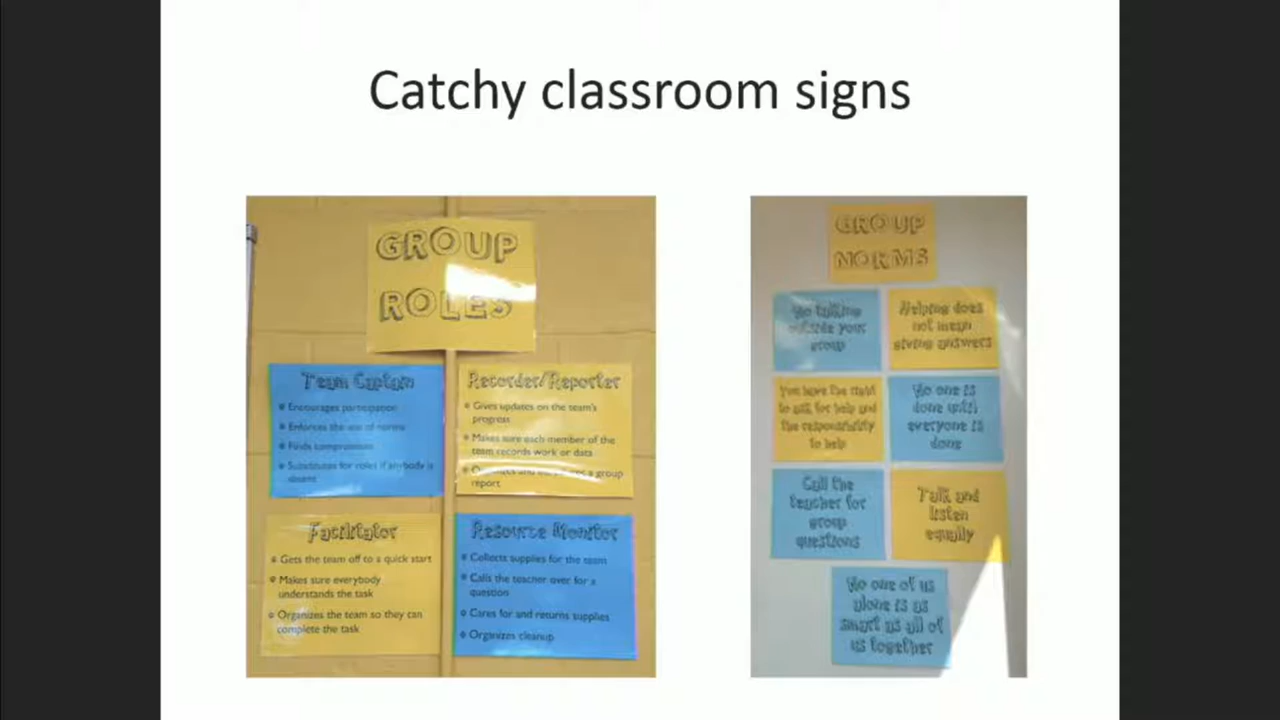 Catchy classroom signs
GROUP
ROLES
Team Captain
Encourages participation
Enforces the use of norms
Finds compromises
Substitutes for roles if anybody is
absent
Recorder/Reporter
Gives updates on the team's
progress
Makes sure each member of the
team records work or data
and a group
report
Facilitator
Gets the team off to a quick start
Makes sure everybody
understands the task
Organizes the team so they can
complete the task
Resource Monitor
Collects supplies for the team
Calls the teacher over for a
question
Cares for and returns supplies
Organizes cleanup
GROUP
NORMS
No talking
outside your
group
Helping does
not mean
giving answers
You have the right
to ask for help and
the responsibility
to help
No one is
done until
everyone is
done
Call the
teacher for
group
questions
Talk and
listen
equally
No one of us
alone is as
smart as all of
us together